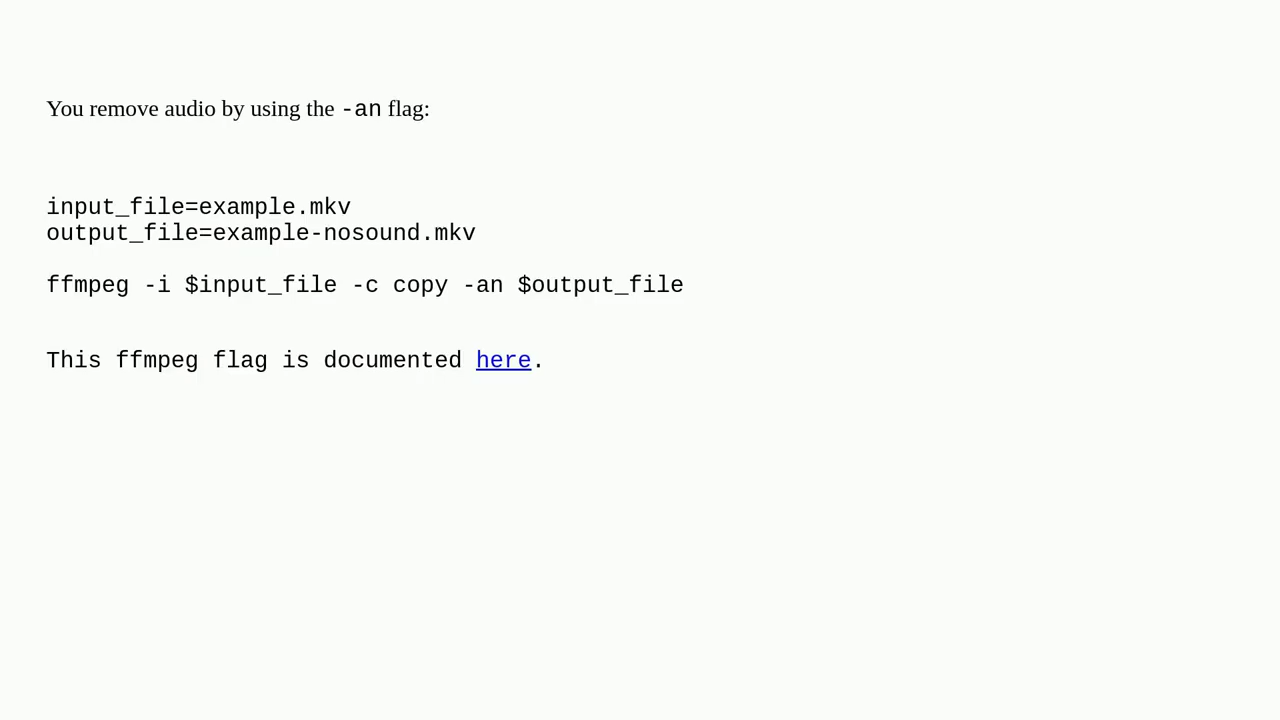 You remove audio by using the -an flag:
input_file=example.mkv
output_file=example-nosound.mkv
ffmpeg -i $input_file -c copy -an $output_file
This ffmpeg flag is documented here.